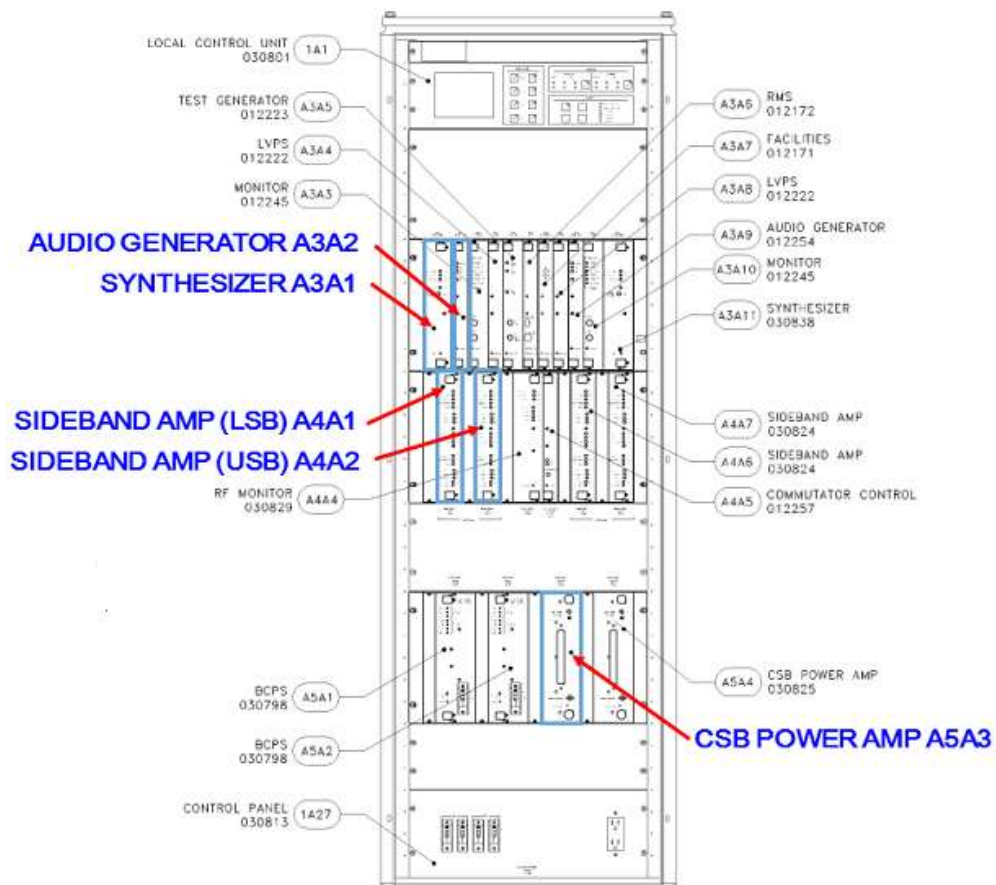 LOCAL CONTROL UNIT
030801
1A1
TEST GENERATOR
012223
A3A5
LVPS
012222
A3A4
MONITOR
012245
A3A3
AUDIO GENERATOR A3A2
SYNTHESIZER A3A1
SIDEBAND AMP (LSB) A4A1
SIDEBAND AMP (USB) A4A2
RF MONITOR
030829
A4A4
BCPS
030798
A5A1
BCPS
030798
A5A2
CONTROL PANEL
030813
1A27
A3A6
RMS
012172
A3A7
FACILITIES
012171
A3A8
LVPS
012222
A3A9
AUDIO GENERATOR
012254
A3A10
MONITOR
012245
A3A11
SYNTHESIZER
030838
A4A7
SIDEBAND AMP
030824
A4A6
SIDEBAND AMP
030824
A4A5
COMMUTATOR CONTROL
012257
A5A4
CSB POWER AMP
030825
CSB POWER AMP A5A3